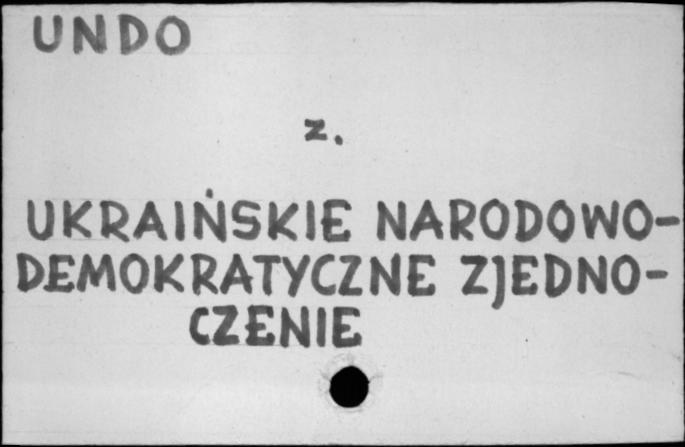 UNDO
z.
UKRAIŃSKIE NARODOWO-
DEMOKRATYCZNE ZJEDNO-
CZENIE